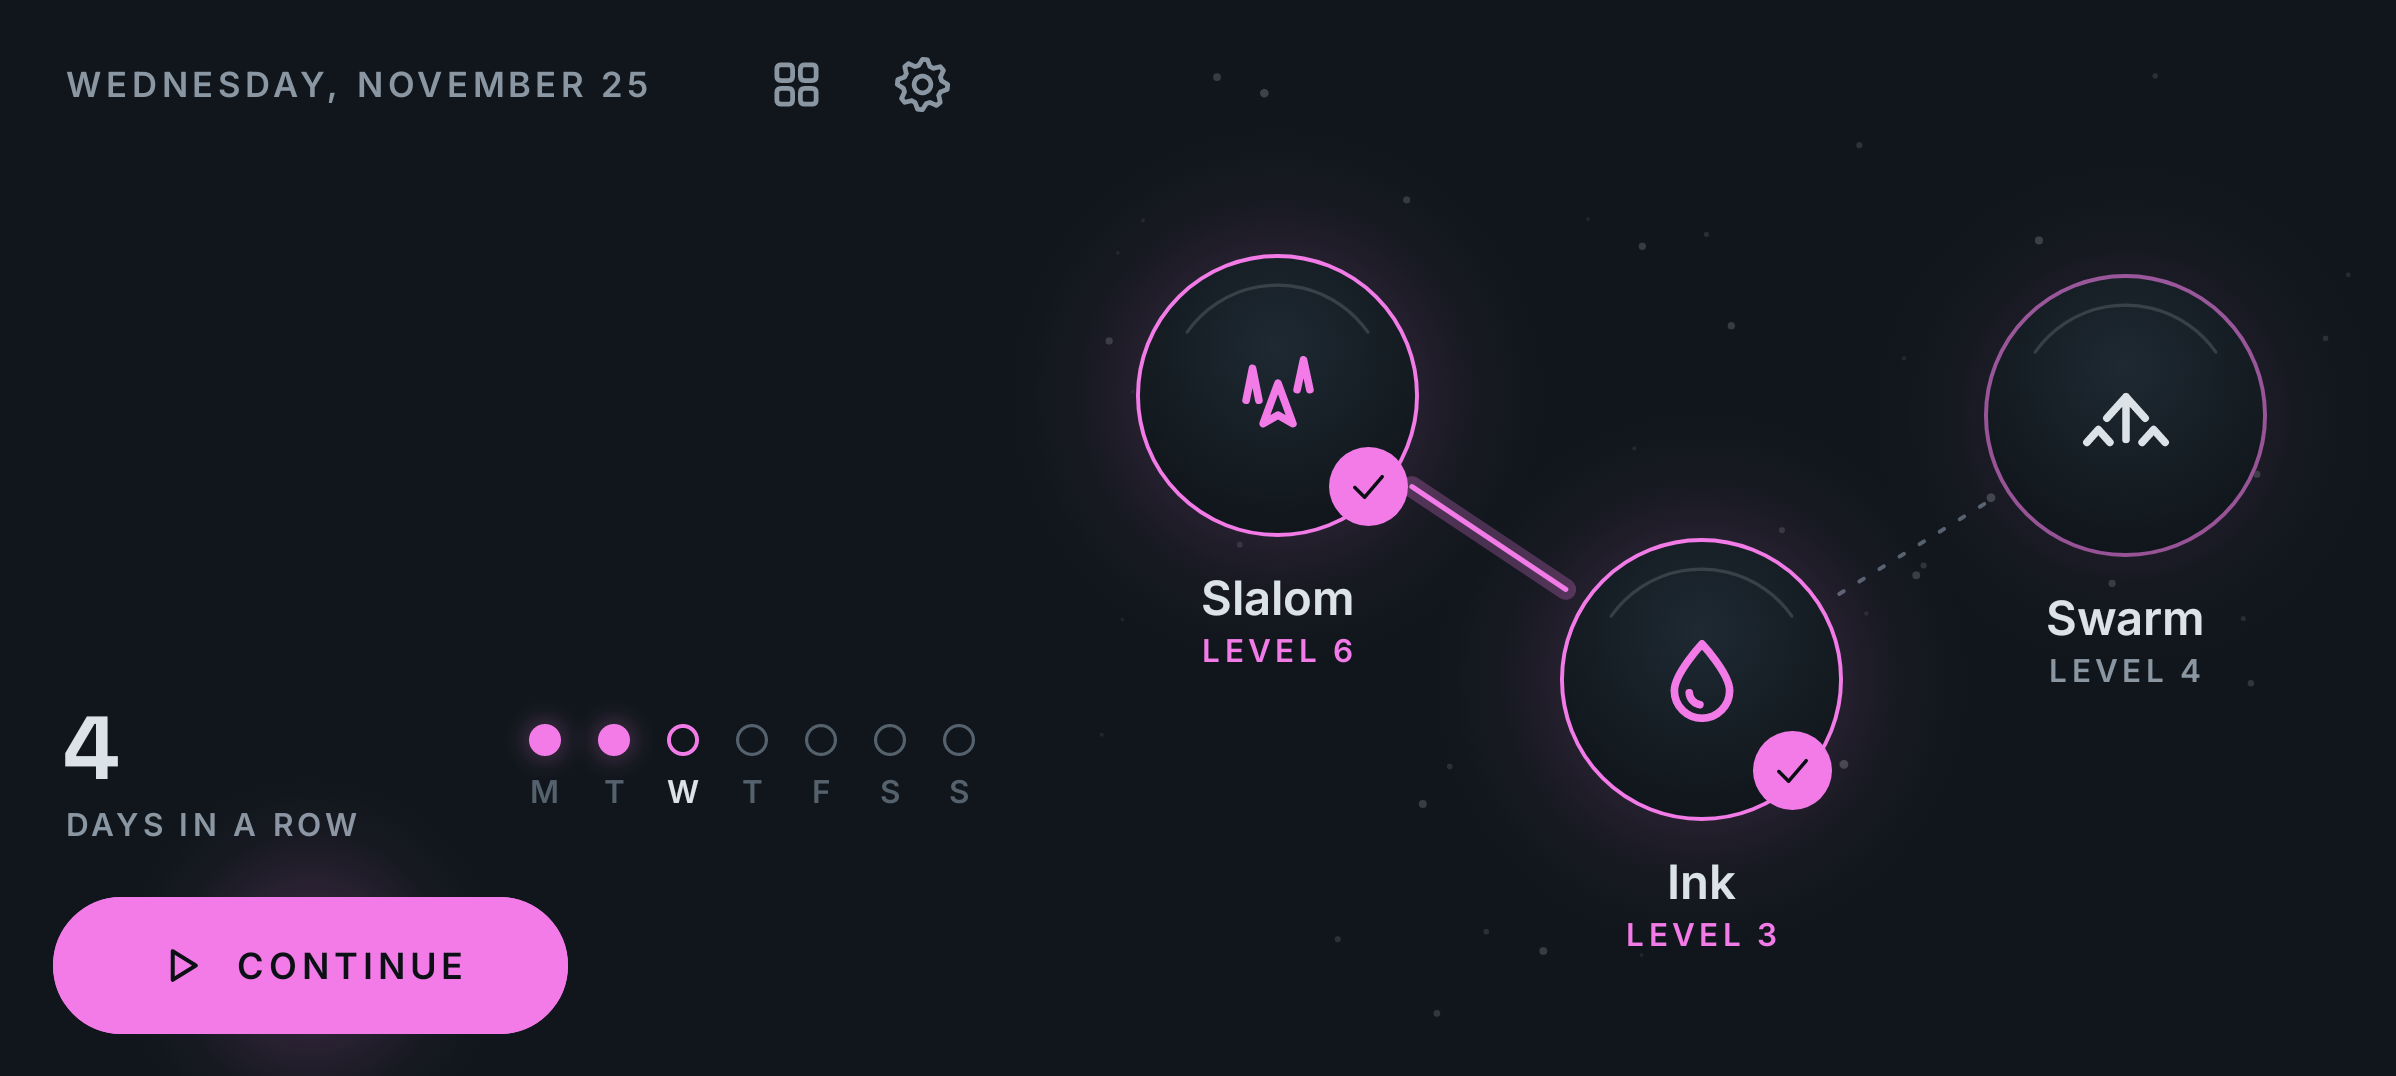 WEDNESDAY, NOVEMBER 25
Slalom
LEVEL 6
Ink
LEVEL 3
Swarm
LEVEL 4
4
DAYS IN A ROW
M T W T F S S
CONTINUE